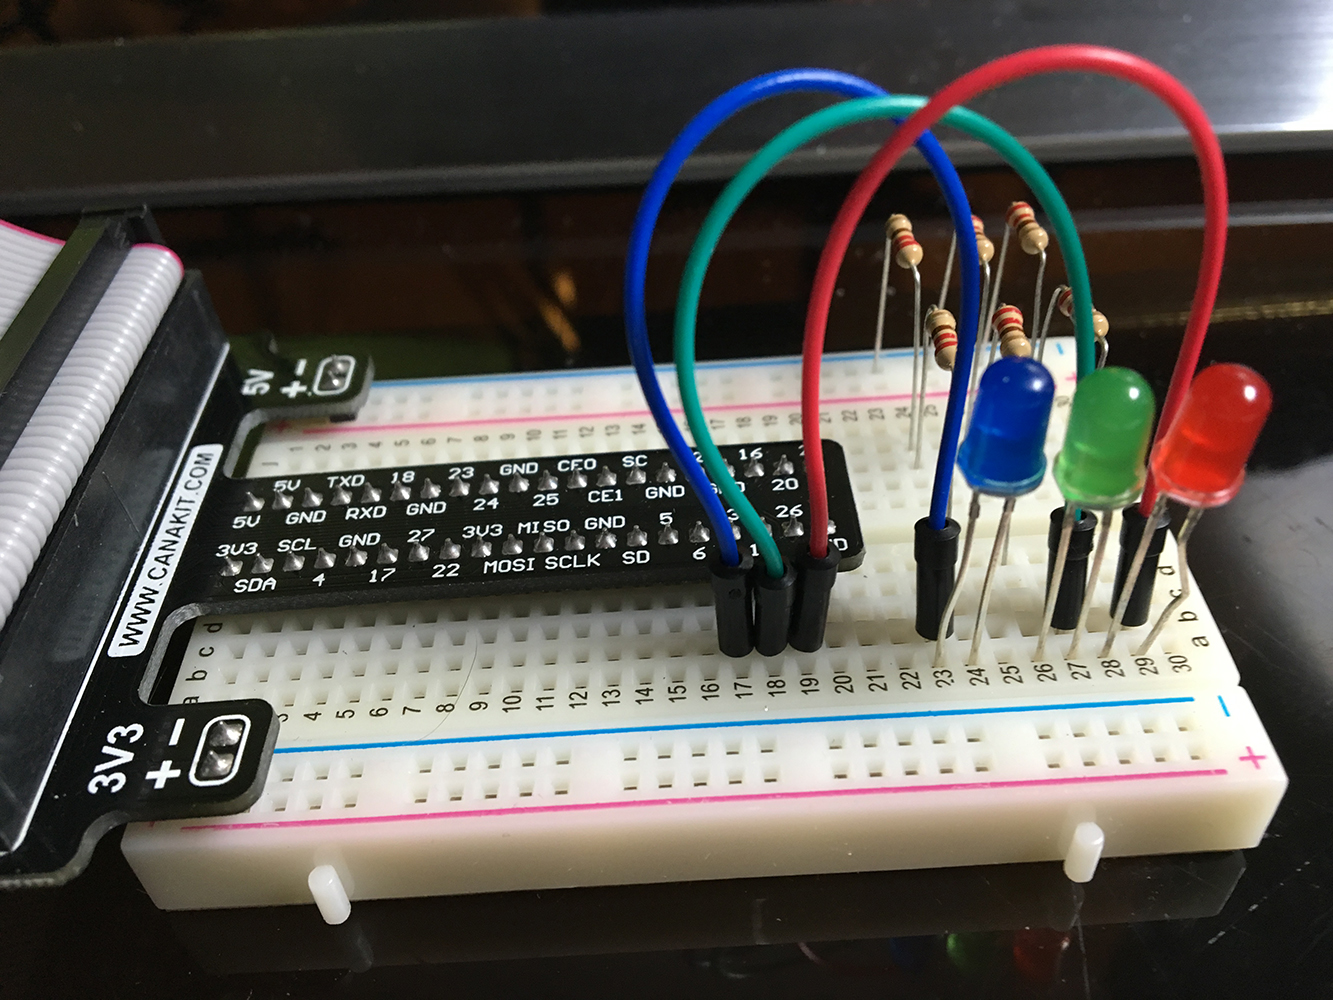 5V
+ -
-
+
J 1 2 3 4 5 6 7 8 9 10 11 12 13 14 17 19 20 21 22 23 24 25 30
5V TXD 18 23 GND CE0 SC 16
5V GND RXD GND 24 25 CE1 GND GND 20
3V3 SCL GND 27 3V3 MISO GND 5 26
SDA 4 17 22 MOSI SCLK SD 6
WWW.CANAKIT.COM
d
c
b
a
d
c
b
a
4 5 6 7 8 9 10 11 12 13 14 15 16 17 18 19 20 21 22 23 24 25 26 27 28 29 30
3V3
+ -
-
+